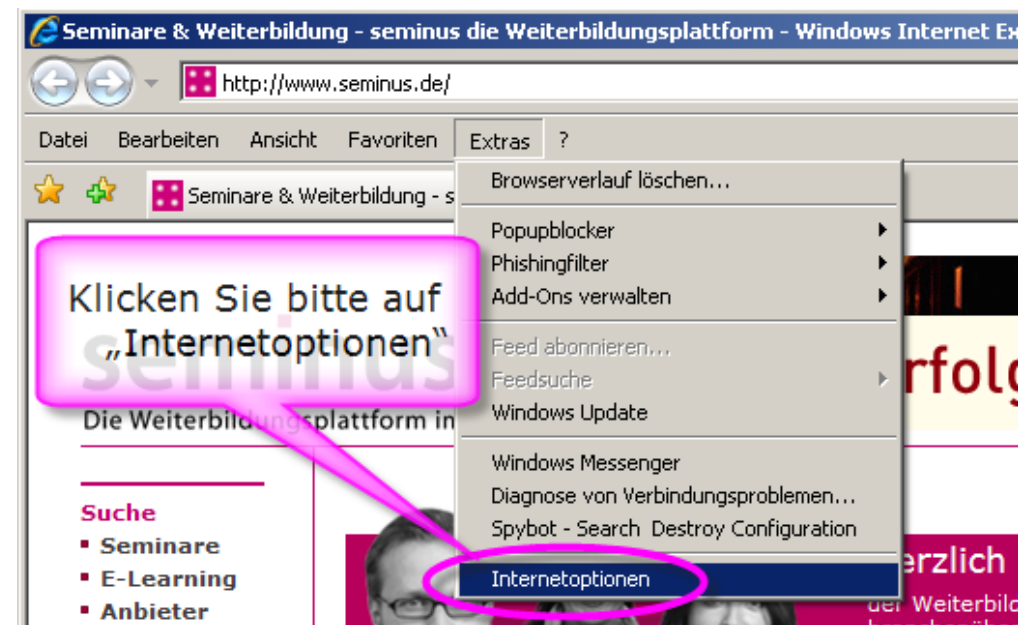 Seminare & Weiterbildung - seminus die Weiterbildungsplattform - Windows Internet Ex
http://www.seminus.de/
Datei Bearbeiten Ansicht Favoriten Extras ?
Seminare & Weiterbildung - s
Browserverlauf löschen...
Popupblocker
Phishingfilter
Add-Ons verwalten
Feed abonnieren...
Feedsuche
Windows Update
Windows Messenger
Diagnose von Verbindungsproblemen...
Spybot - Search Destroy Configuration
Internetoptionen
Klicken Sie bitte auf
„Internetoptionen“
seminus
rfolg
Die Weiterbildungsplattform im
Suche
Seminare
E-Learning
Anbieter
erzlich
der Weiterbild